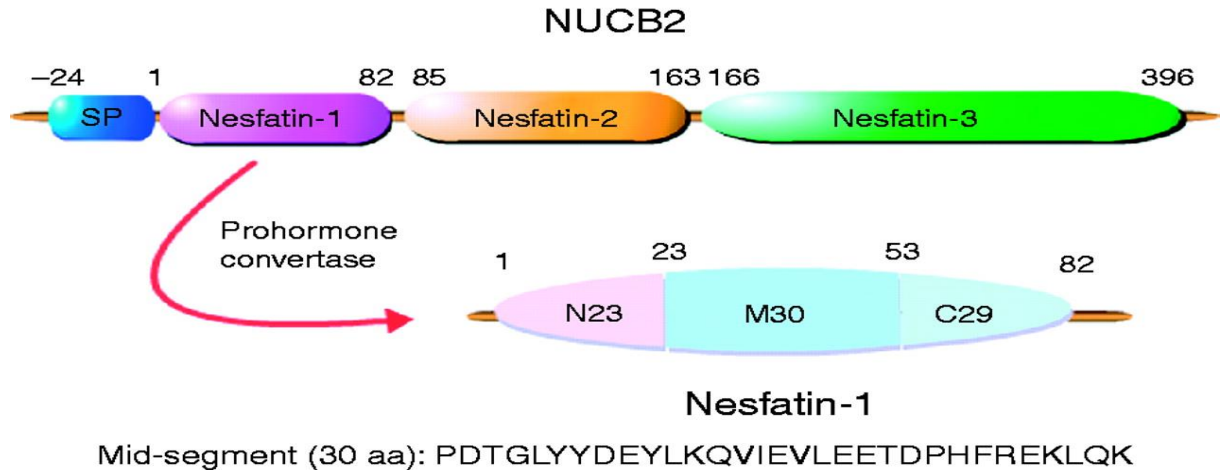 NUCB2
–24 1 82 85 163 166 396
SP Nesfatin-1 Nesfatin-2 Nesfatin-3
Prohormone
convertase
1 23 53 82
N23 M30 C29
Nesfatin-1
Mid-segment (30 aa): PDTGLYYDEYLKQVIEVLEETDPHFREKLQK